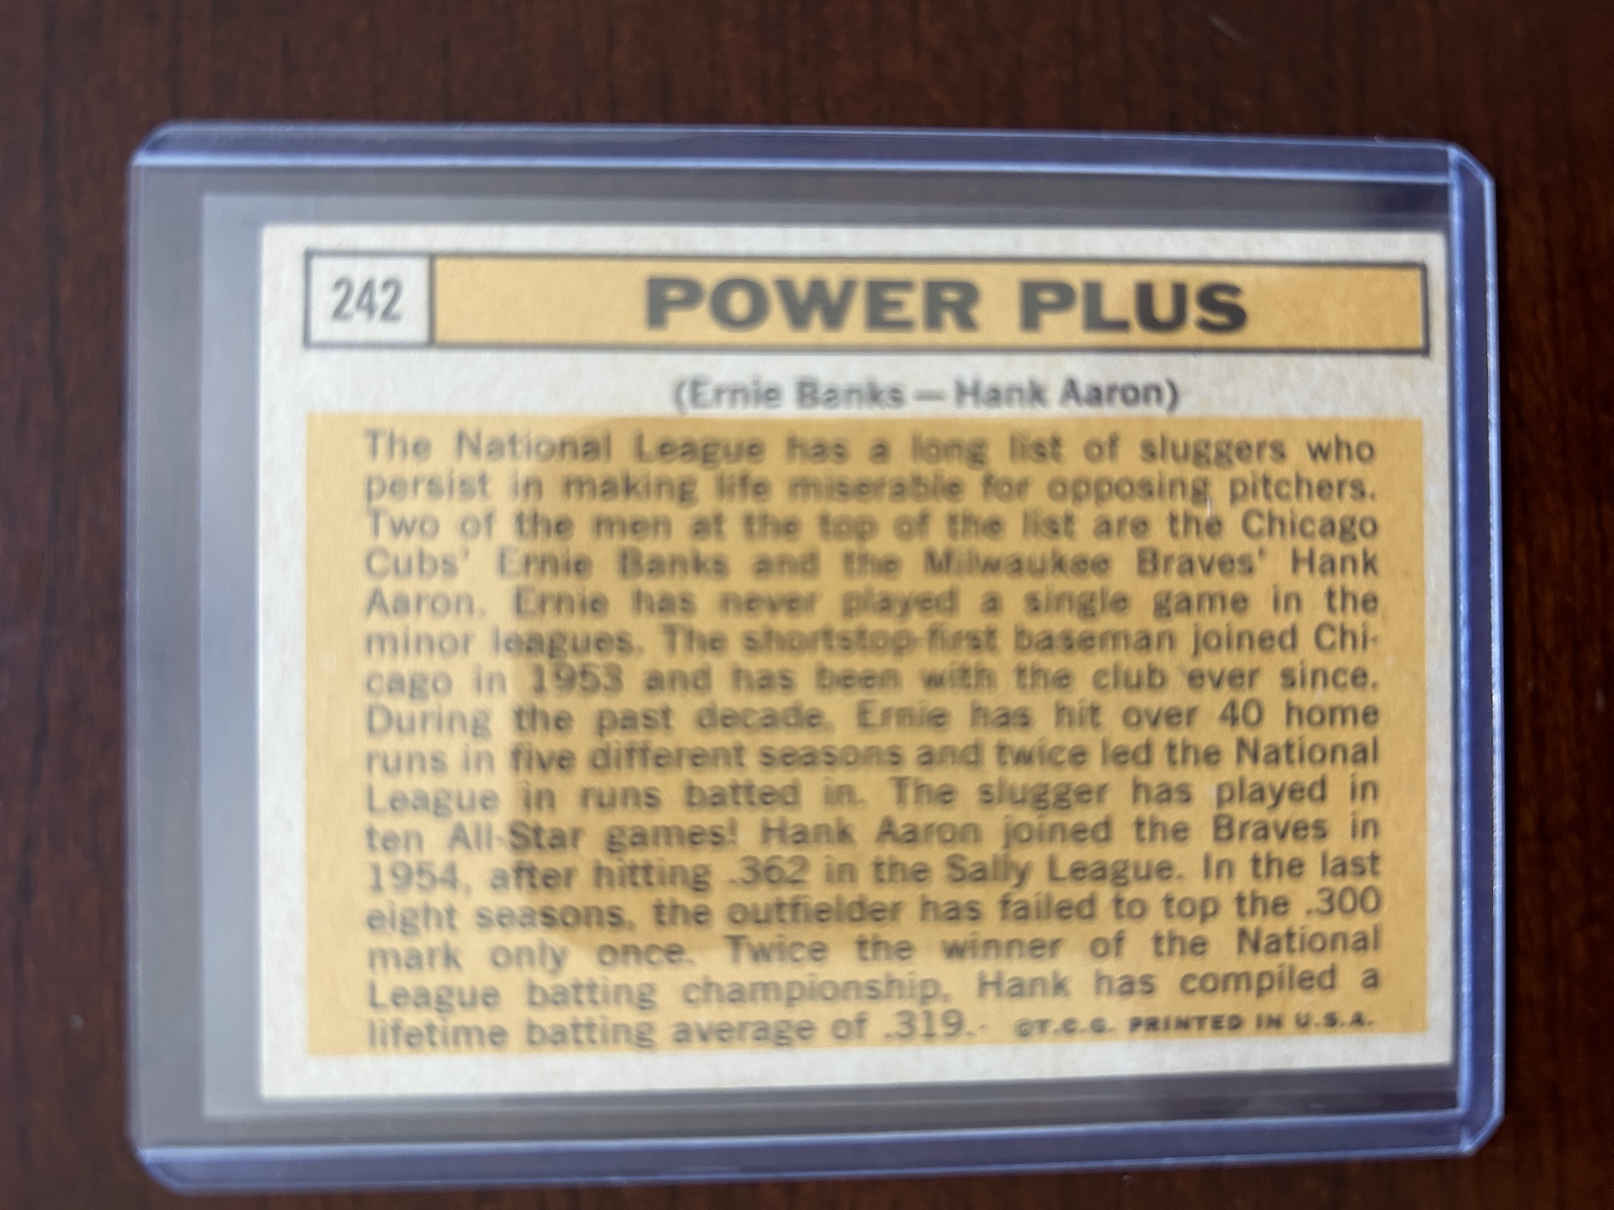 242
POWER PLUS
(Ernie Banks — Hank Aaron)
The National League has a long list of sluggers who
persist in making life miserable for opposing pitchers.
Two of the men at the top of the list are the Chicago
Cubs' Ernie Banks and the Milwaukee Braves' Hank
Aaron. Ernie has never played a single game in the
minor leagues. The shortstop-first baseman joined Chi-
cago in 1953 and has been with the club ever since.
During the past decade, Ernie has hit over 40 home
runs in five different seasons and twice led the National
League in runs batted in. The slugger has played in
ten All-Star games! Hank Aaron joined the Braves in
1954, after hitting .362 in the Sally League. In the last
eight seasons, the outfielder has failed to top the .300
mark only once. Twice the winner of the National
League batting championship, Hank has compiled a
lifetime batting average of .319. ©T.C.G. PRINTED IN U.S.A.